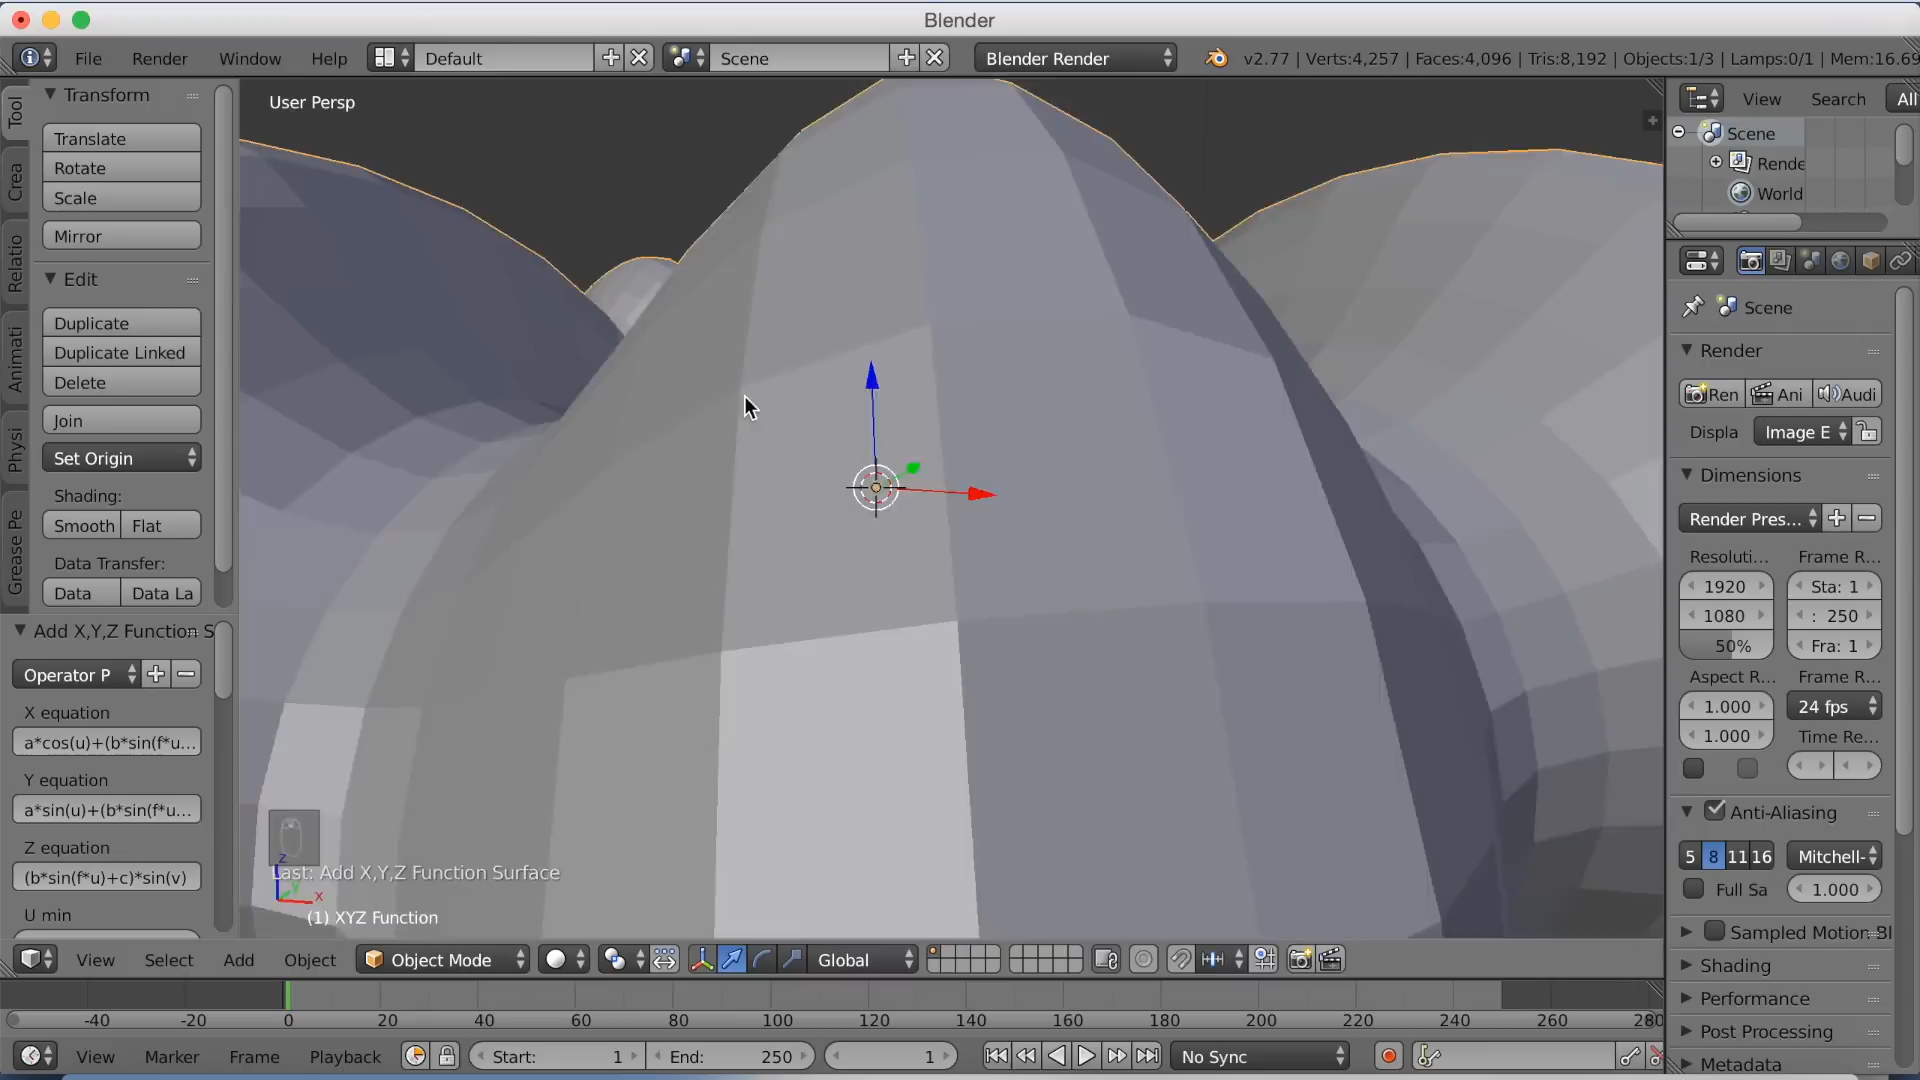 Blender
File Render Window Help Default Scene Blender Render v2.77 | Verts:4,257 | Faces:4,096 | Tris:8,192 | Objects:1/3 | Lamps:0/1 | Mem:16.69
Tool
Crea
Relatio
Animati
Physi
Grease Pe
Transform
Translate
Rotate
Scale
Mirror
Edit
Duplicate
Duplicate Linked
Delete
Join
Set Origin
Shading:
Smooth Flat
Data Transfer:
Data Data La
Add X,Y,Z Function S
Operator P
X equation
a*cos(u)+(b*sin(f*u...
Y equation
a*sin(u)+(b*sin(f*u...
Z equation
(b*sin(f*u)+c)*sin(v)
U min
User Persp
z
y
x
Last: Add X,Y,Z Function Surface
(1) XYZ Function
View Search All
Scene
Rende
World
Scene
Render
Ren Ani Audi
Displa Image E
Dimensions
Render Pres...
Resoluti... Frame R...
1920 Sta: 1
1080 : 250
50% Fra: 1
Aspect R... Frame R...
1.000 24 fps
1.000 Time Re...
Anti-Aliasing
5 8 11 16 Mitchell-
Full Sa 1.000
Sampled Motion Bl
Shading
Performance
Post Processing
Metadata
View Select Add Object Object Mode Global
-40 -20 0 20 40 60 80 100 120 140 160 180 200 220 240 260 280
View Marker Frame Playback Start: 1 End: 250 1 No Sync